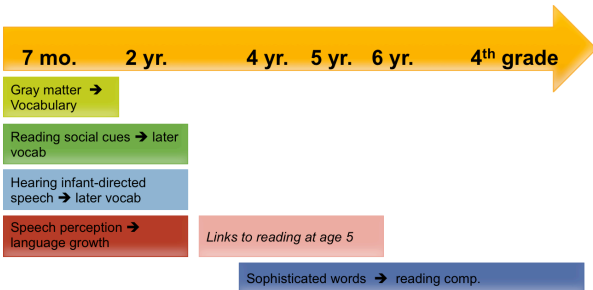 7 mo. 2 yr. 4 yr. 5 yr. 6 yr. 4th grade
Gray matter ➔
Vocabulary
Reading social cues ➔ later
vocab
Hearing infant-directed
speech ➔ later vocab
Speech perception ➔
language growth
Links to reading at age 5
Sophisticated words ➔ reading comp.